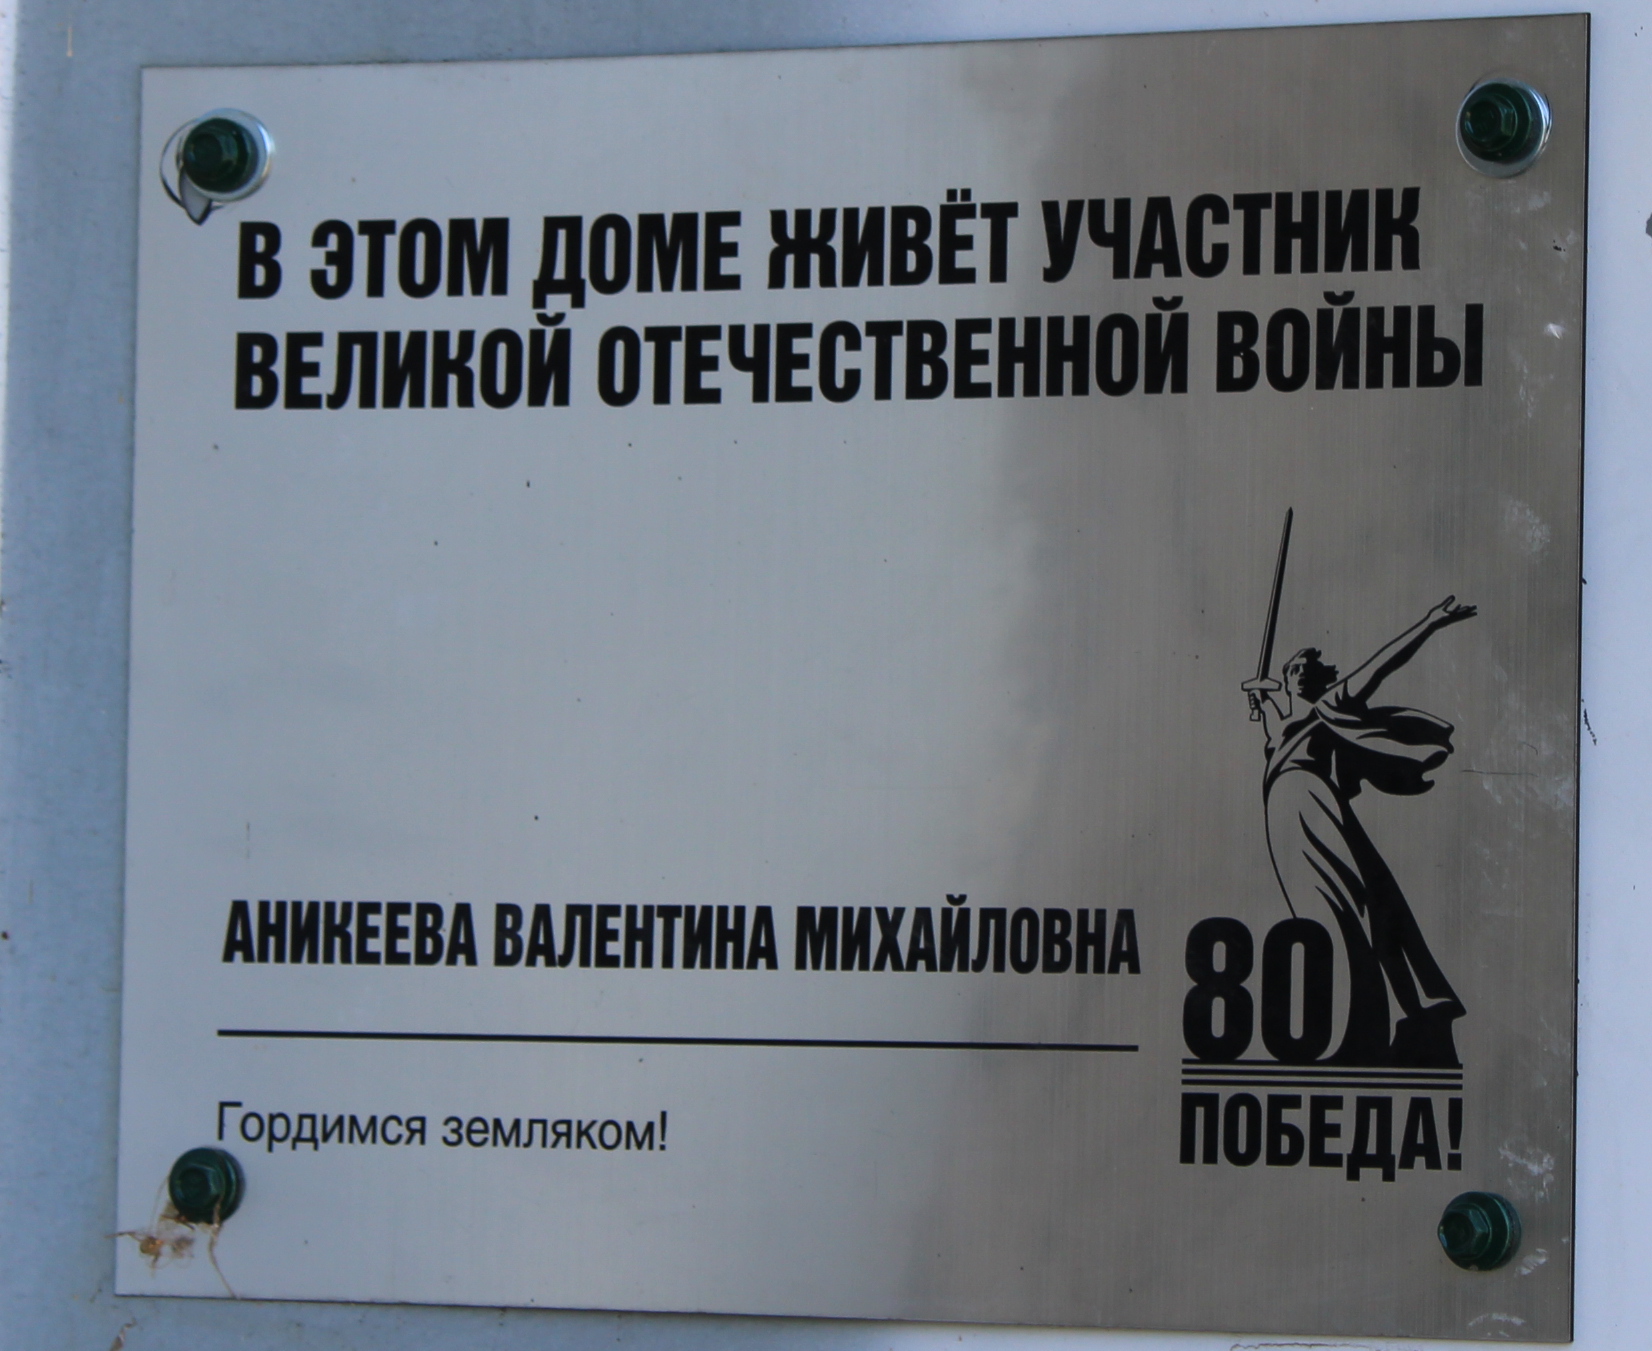 В ЭТОМ ДОМЕ ЖИВЁТ УЧАСТНИК
ВЕЛИКОЙ ОТЕЧЕСТВЕННОЙ ВОЙНЫ
АНИКЕЕВА ВАЛЕНТИНА МИХАЙЛОВНА
Гордимся земляком!
80
ПОБЕДА!